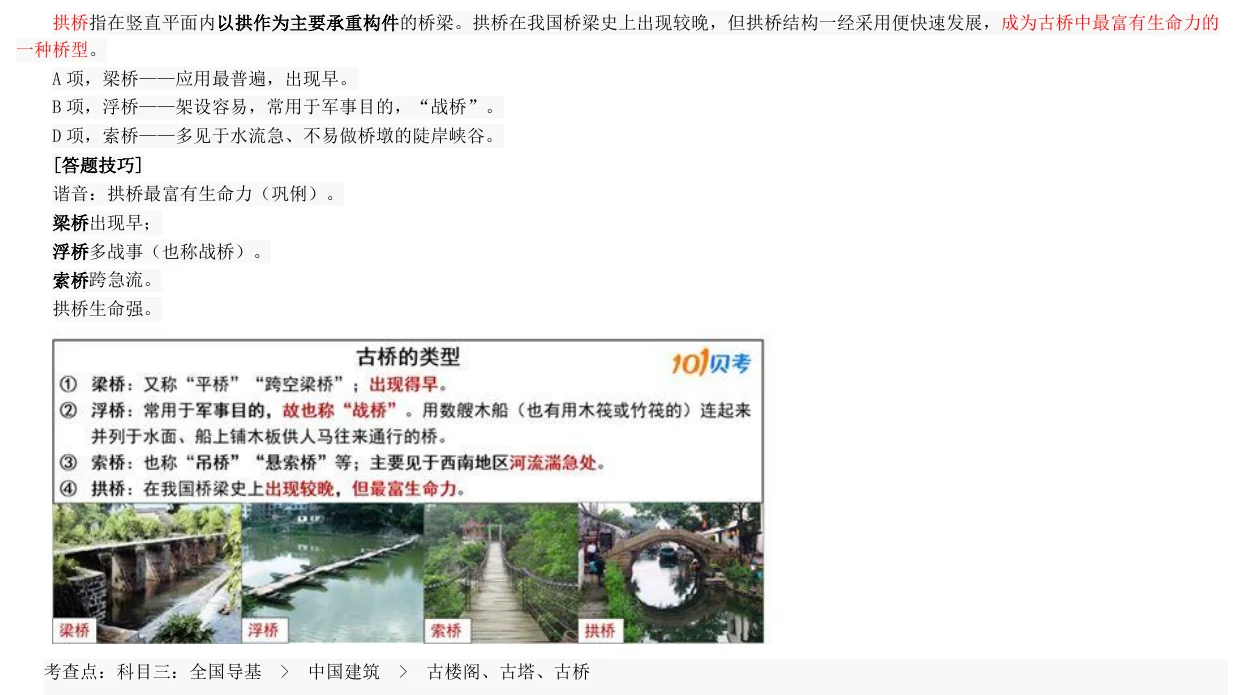 拱桥指在竖直平面内以拱作为主要承重构件的桥梁。拱桥在我国桥梁史上出现较晚，但拱桥结构一经采用便快速发展，成为古桥中最富有生命力的
一种桥型。
A 项，梁桥——应用最普遍，出现早。
B 项，浮桥——架设容易，常用于军事目的，“战桥”。
D 项，索桥——多见于水流急、不易做桥墩的陡岸峡谷。
[答题技巧]
谐音：拱桥最富有生命力（巩俐）。
梁桥出现早；
浮桥多战事（也称战桥）。
索桥跨急流。
拱桥生命强。
古桥的类型
101贝考
① 梁桥：又称“平桥”“跨空梁桥”；出现得早。
② 浮桥：常用于军事目的，故也称“战桥”。用数艘木船（也有用木筏或竹筏的）连起来
并列于水面、船上铺木板供人马往来通行的桥。
③ 索桥：也称“吊桥”“悬索桥”等；主要见于西南地区河流湍急处。
④ 拱桥：在我国桥梁史上出现较晚，但最富生命力。
梁桥 浮桥 索桥 拱桥
考查点：科目三：全国导基 > 中国建筑 > 古楼阁、古塔、古桥